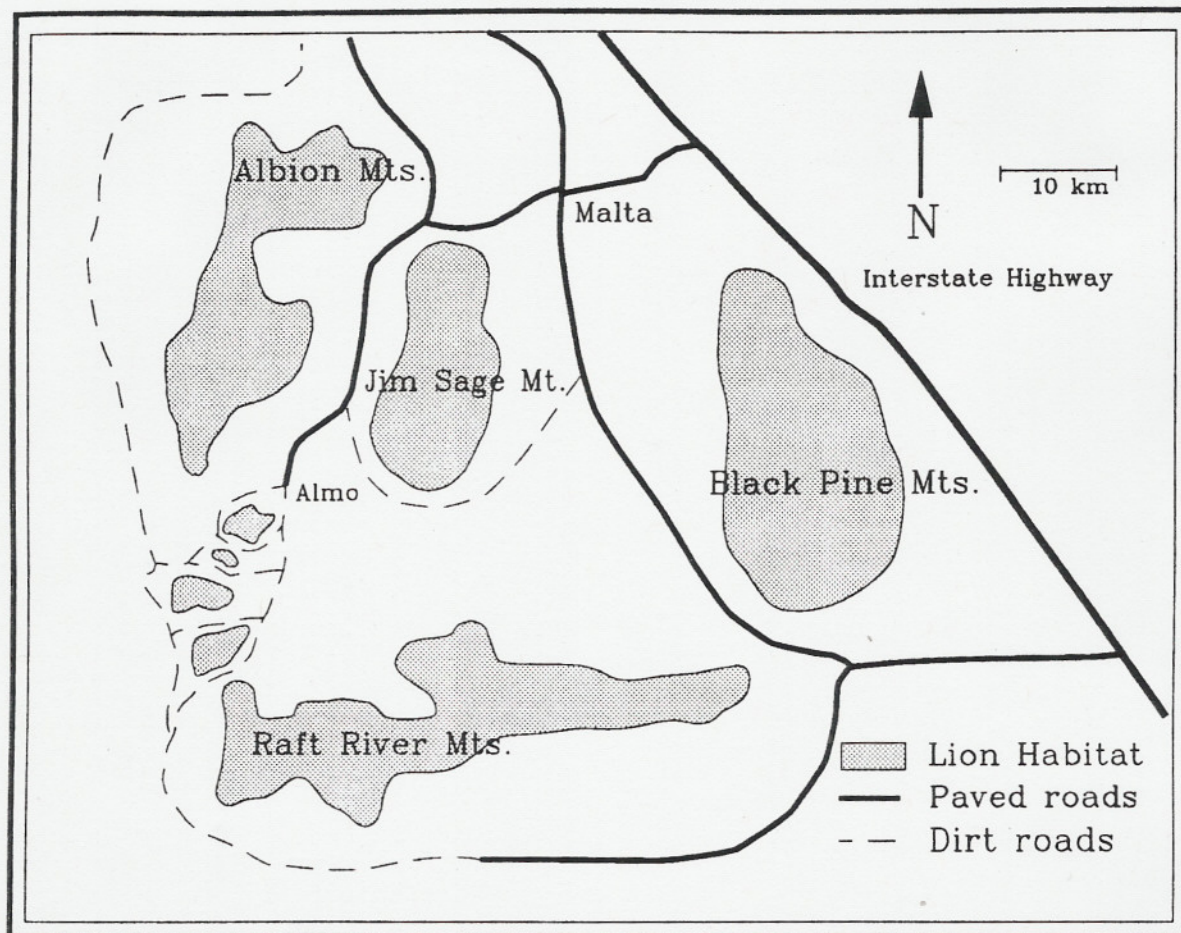 Albion Mts.
Malta
N
10 km
Interstate Highway
Jim Sage Mt.
Black Pine Mts.
Almo
Raft River Mts.
Lion Habitat
Paved roads
Dirt roads